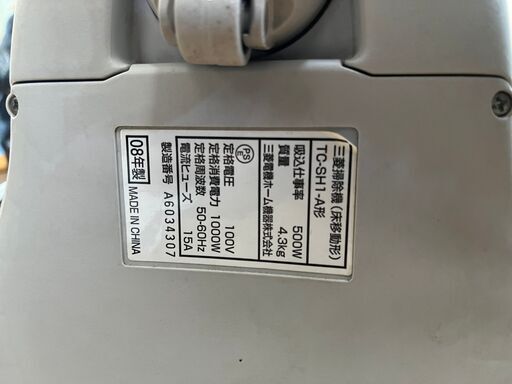 三菱掃除機(床移動形)
TC-SH1-A形
吸込仕事率 500W
質量 4.3kg
三菱電機ホーム機器株式会社
PS
E
定格電圧 100V
定格消費電力 1000W
定格周波数 50-60Hz
電流ヒューズ 15A
製造番号 A6034307
08年製 MADE IN CHINA